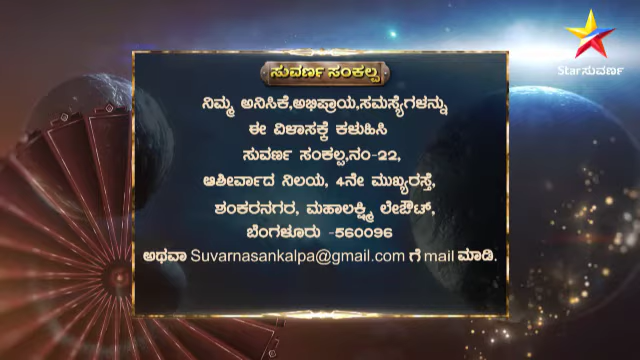 Star ಸುವರ್ಣ
ಸುವರ್ಣ ಸಂಕಲ್ಪ
ನಿಮ್ಮ ಅನಿಸಿಕೆ,ಅಭಿಪ್ರಾಯ,ಸಮಸ್ಯೆಗಳನ್ನು
ಈ ವಿಳಾಸಕ್ಕೆ ಕಳುಹಿಸಿ
ಸುವರ್ಣ ಸಂಕಲ್ಪ,ನಂ-22,
ಆಶೀರ್ವಾದ ನಿಲಯ, 4ನೇ ಮುಖ್ಯರಸ್ತೆ,
ಶಂಕರನಗರ, ಮಹಾಲಕ್ಷ್ಮಿ ಲೇಔಟ್,
ಬೆಂಗಳೂರು -560096
ಅಥವಾ Suvarnasankalpa@gmail.com ಗೆ mail ಮಾಡಿ.